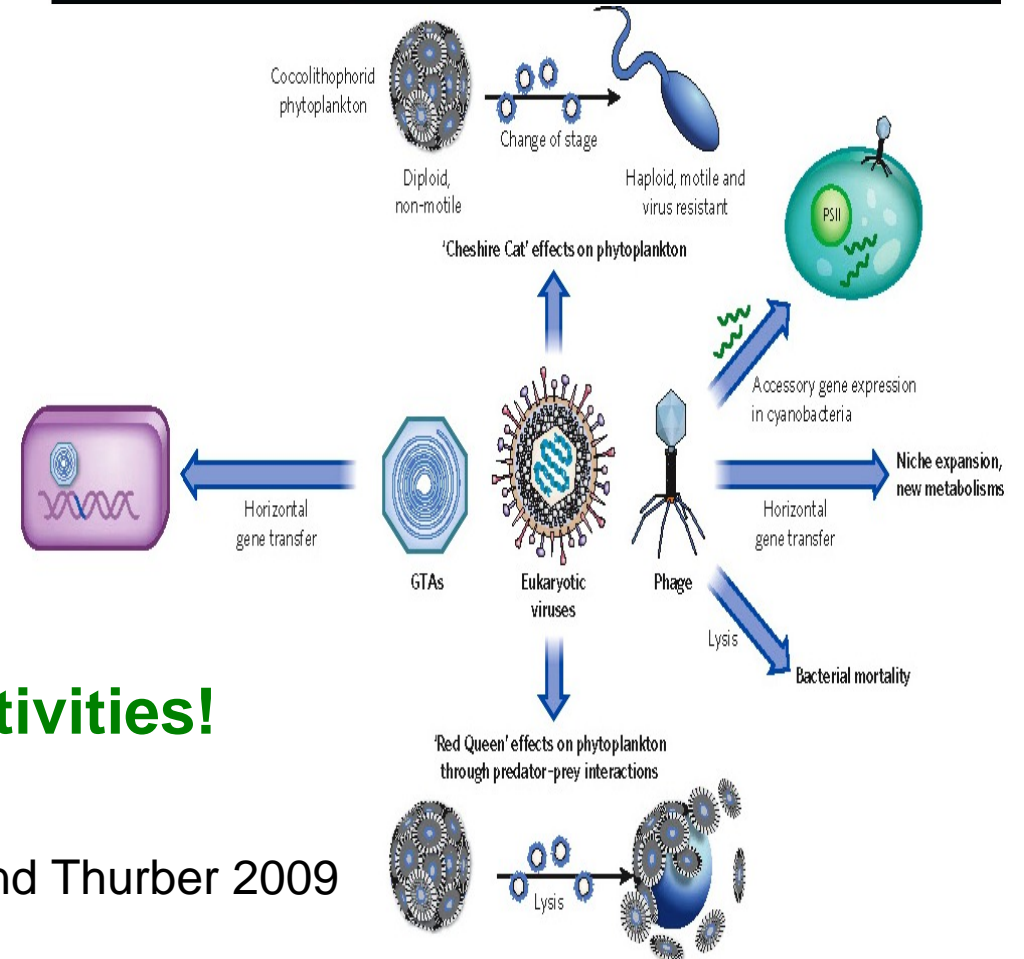 Coccolithophorid
phytoplankton
Change of stage
Diploid,
non-motile
Haploid, motile and
virus resistant
PSII
'Cheshire Cat' effects on phytoplankton
Accessory gene expression
in cyanobacteria
Niche expansion,
new metabolisms
Horizontal
gene transfer
Horizontal
gene transfer
GTAs
Eukaryotic
viruses
Phage
Lysis
Bacterial mortality
tivities!
'Red Queen' effects on phytoplankton
through predator-prey interactions
nd Thurber 2009
Lysis